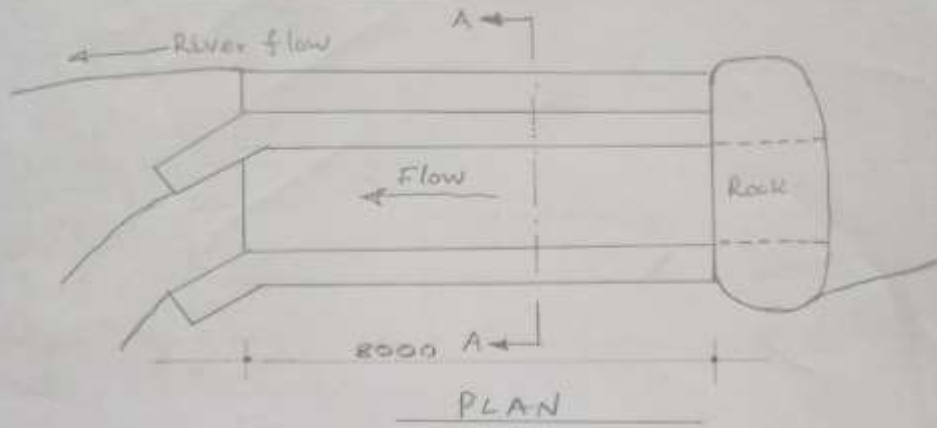 A
River flow
Flow
Rock
8000
A
PLAN